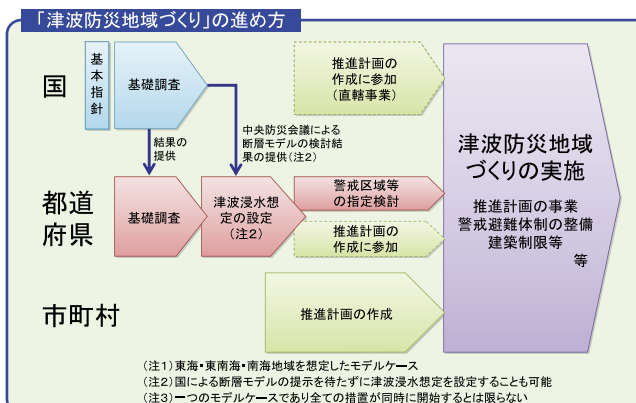 「津波防災地域づくり」の進め方
国
基
本
指
針
基礎調査
推進計画の
作成に参加
(直轄事業)
結果の
提供
中央防災会議による
断層モデルの検討結
果の提供(注2)
都道
府県
基礎調査
津波浸水想
定の設定
(注2)
警戒区域等
の指定検討
推進計画の
作成に参加
市町村
推進計画の作成
津波防災地域
づくりの実施
推進計画の事業
警戒避難体制の整備
建築制限等
等
(注1)東海・東南海・南海地域を想定したモデルケース
(注2)国による断層モデルの提示を待たずに津波浸水想定を設定することも可能
(注3)一つのモデルケースであり全ての措置が同時に開始するとは限らない